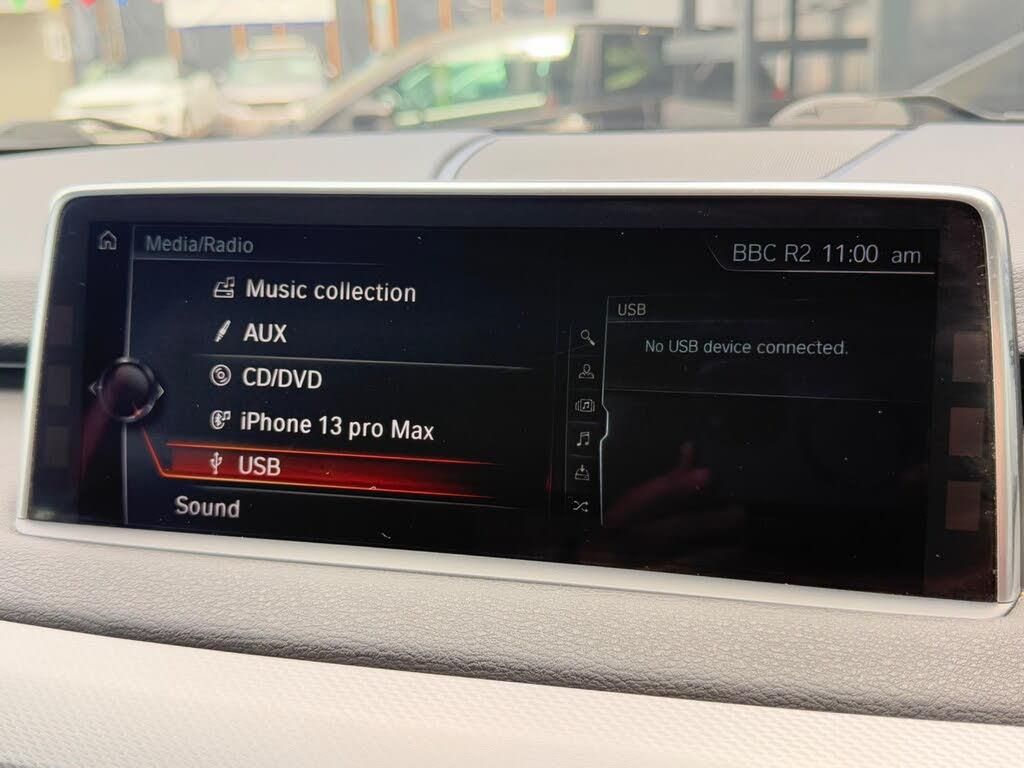 Media/Radio
BBC R2 11:00 am
Music collection
AUX
CD/DVD
iPhone 13 pro Max
USB
Sound
USB
No USB device connected.